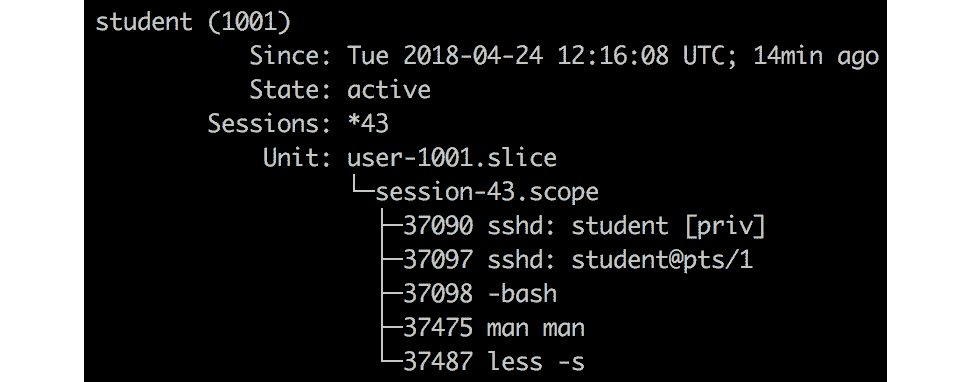 student (1001)
Since: Tue 2018-04-24 12:16:08 UTC; 14min ago
State: active
Sessions: *43
Unit: user-1001.slice
└─session-43.scope
├─37090 sshd: student [priv]
├─37097 sshd: student@pts/1
├─37098 -bash
├─37475 man man
└─37487 less -s